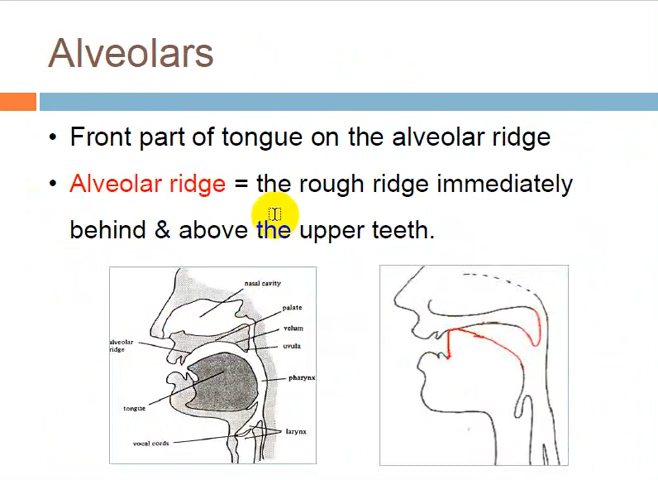 Alveolars
• Front part of tongue on the alveolar ridge
• Alveolar ridge = the rough ridge immediately
behind & above the upper teeth.
nasal cavity
palate
velum
alveolar
ridge
uvula
pharynx
tongue
larynx
vocal cords